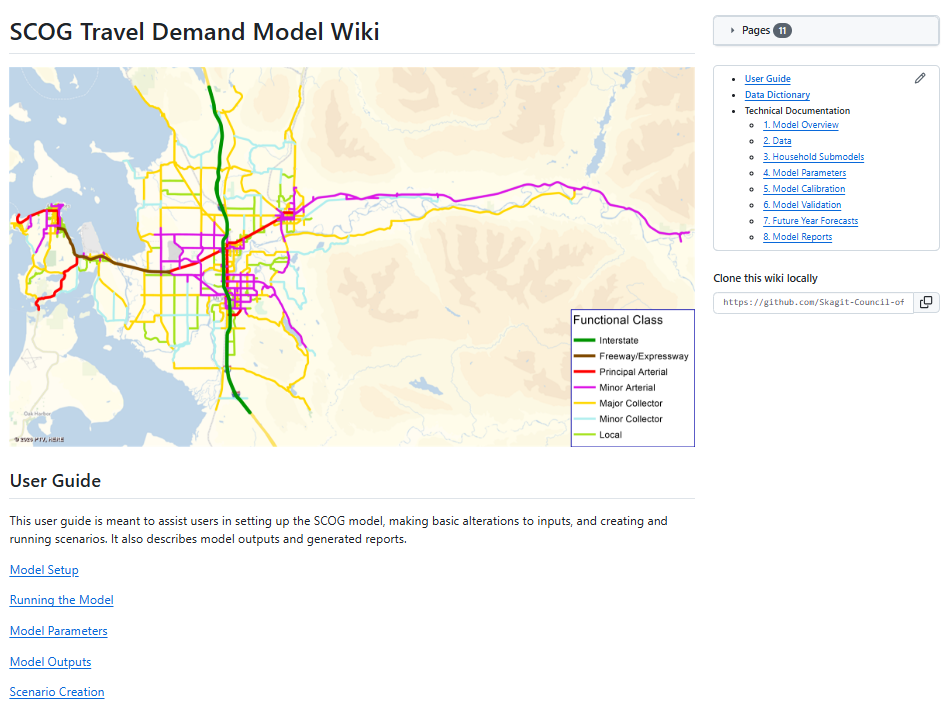 SCOG Travel Demand Model Wiki
Pages 11
User Guide
Data Dictionary
Technical Documentation
1. Model Overview
2. Data
3. Household Submodels
4. Model Parameters
5. Model Calibration
6. Model Validation
7. Future Year Forecasts
8. Model Reports
Clone this wiki locally
https://github.com/Skagit-Council-of
Functional Class
Interstate
Freeway/Expressway
Principal Arterial
Minor Arterial
Major Collector
Minor Collector
Local
User Guide
This user guide is meant to assist users in setting up the SCOG model, making basic alterations to inputs, and creating and
running scenarios. It also describes model outputs and generated reports.
Model Setup
Running the Model
Model Parameters
Model Outputs
Scenario Creation